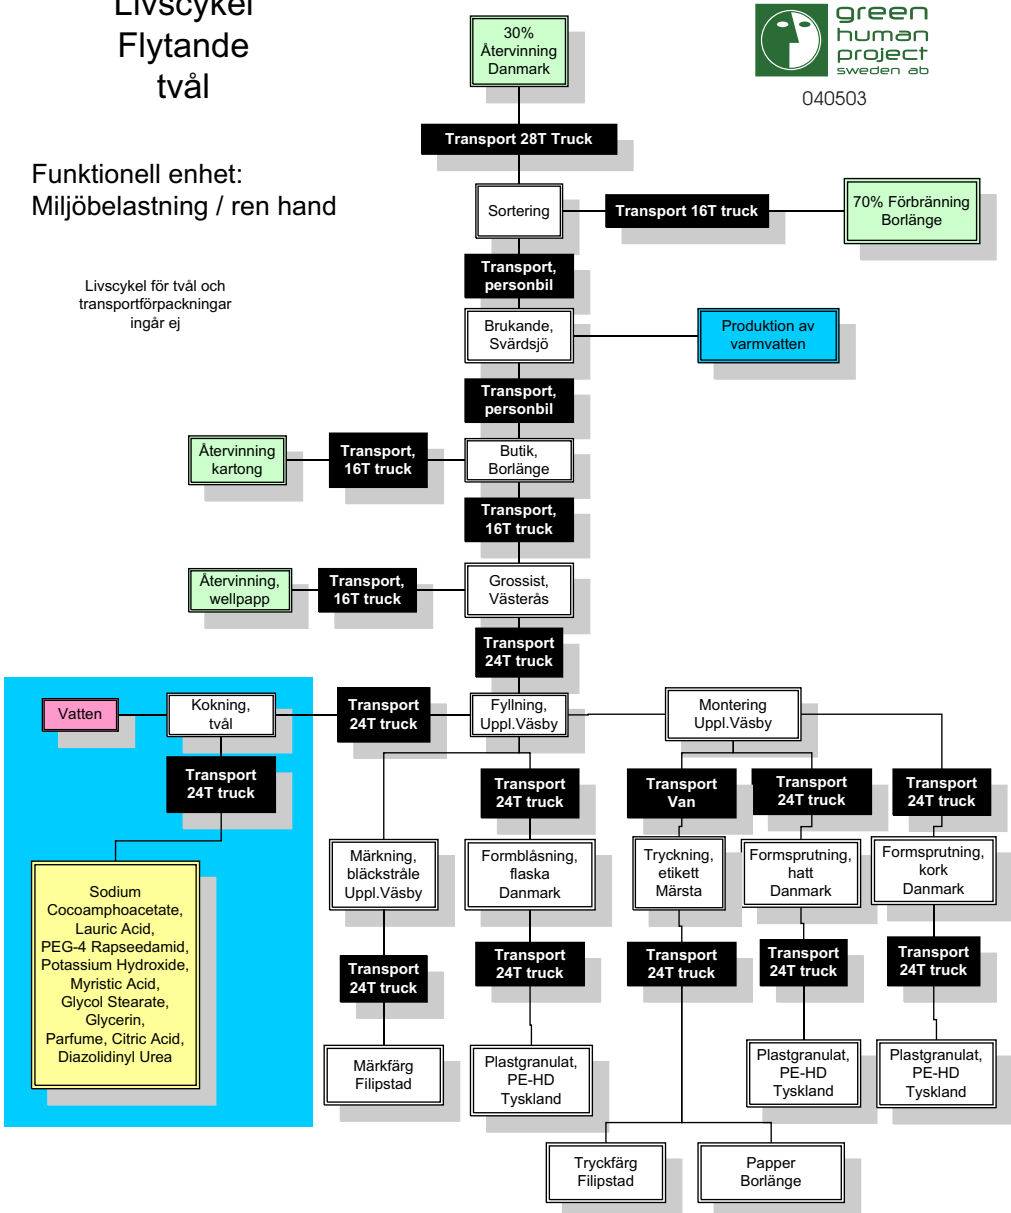 Livscykel
Flytande
tvål
green
human
project
sweden ab
040503
30%
Återvinning
Danmark
Transport 28T Truck
Funktionell enhet:
Miljöbelastning / ren hand
Sortering
Transport 16T truck
70% Förbränning
Borlänge
Transport,
personbil
Livscykel för tvål och
transportförpackningar
ingår ej
Brukande,
Svärdsjö
Produktion av
varmvatten
Transport,
personbil
Återvinning
kartong
Transport,
16T truck
Butik,
Borlänge
Transport,
16T truck
Återvinning,
wellpapp
Transport,
16T truck
Grossist,
Västerås
Transport
24T truck
Vatten
Kokning,
tvål
Transport
24T truck
Fyllning,
Uppl.Väsby
Montering
Uppl.Väsby
Transport
24T truck
Transport
24T truck
Transport
Van
Transport
24T truck
Transport
24T truck
Märkning,
bläckstråle
Uppl.Väsby
Formblåsning,
flaska
Danmark
Tryckning,
etikett
Märsta
Formsprutning,
hatt
Danmark
Formsprutning,
kork
Danmark
Sodium
Cocoamphoacetate,
Lauric Acid,
PEG-4 Rapseedamid,
Potassium Hydroxide,
Myristic Acid,
Glycol Stearate,
Glycerin,
Parfume, Citric Acid,
Diazolidinyl Urea
Transport
24T truck
Transport
24T truck
Transport
24T truck
Transport
24T truck
Transport
24T truck
Märkfärg
Filipstad
Plastgranulat,
PE-HD
Tyskland
Plastgranulat,
PE-HD
Tyskland
Plastgranulat,
PE-HD
Tyskland
Tryckfärg
Filipstad
Papper
Borlänge